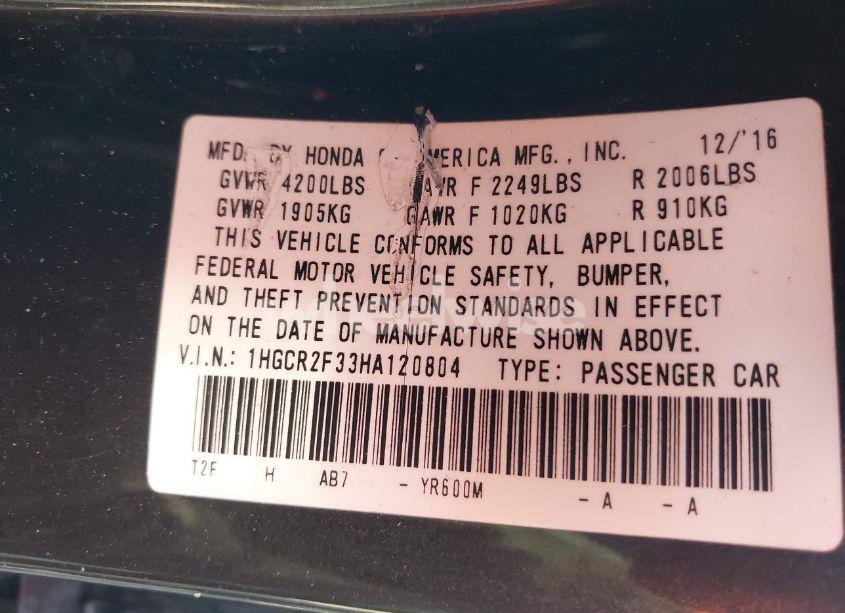 MFD. BY HONDA AMERICA MFG., INC. 12/'16
GVWR 4200LBS GAWR F 2249LBS R 2006LBS
GVWR 1905KG GAWR F 1020KG R 910KG
THIS VEHICLE CONFORMS TO ALL APPLICABLE
FEDERAL MOTOR VEHICLE SAFETY, BUMPER,
AND THEFT PREVENTION STANDARDS IN EFFECT
ON THE DATE OF MANUFACTURE SHOWN ABOVE.
V.I.N.: 1HGCR2F33HA120804 TYPE: PASSENGER CAR
T2F H AB7 - YR600M - A - A